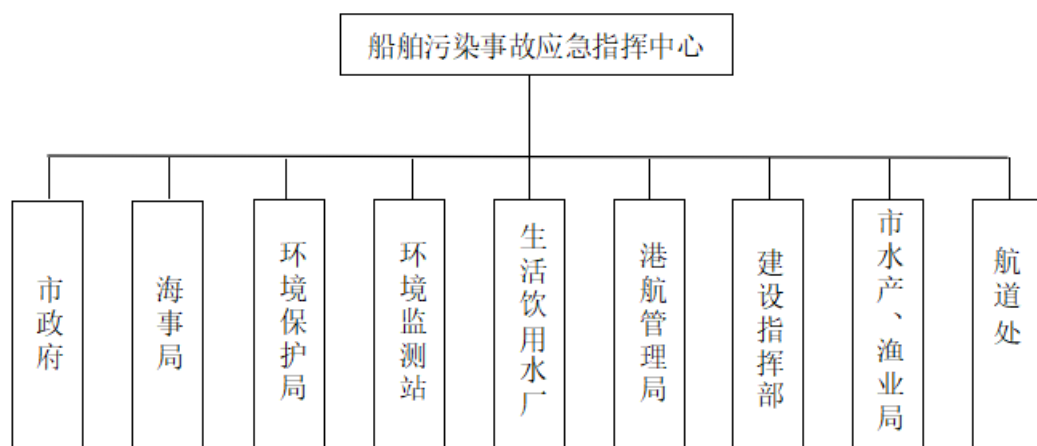 船舶污染事故应急指挥中心
市政府
海事局
环境保护局
环境监测站
生活饮用水厂
港航管理局
建设指挥部
市水产、渔业局
航道处